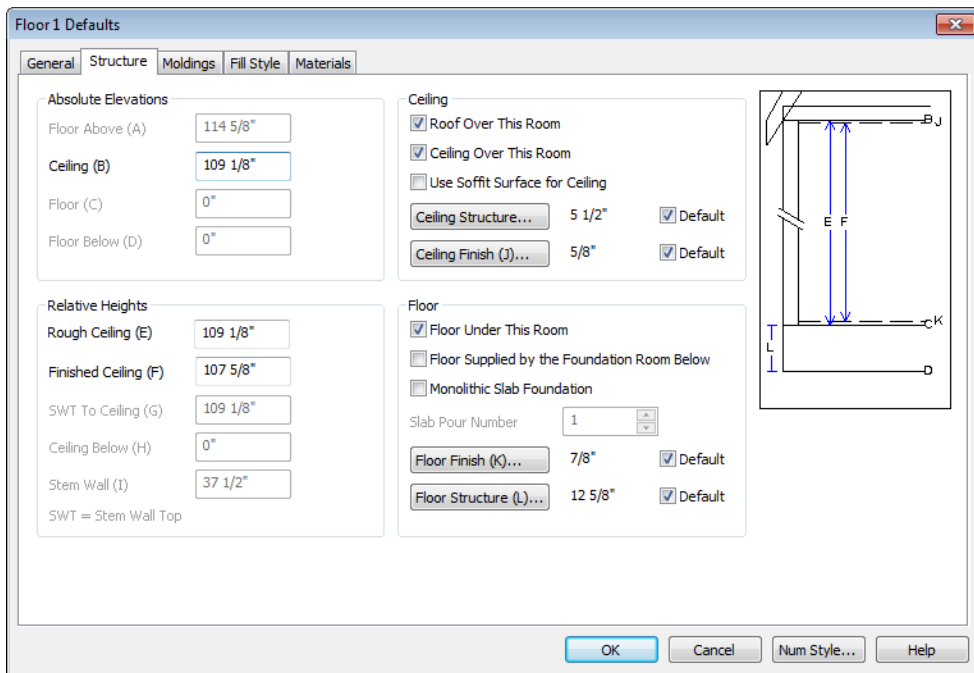 Floor 1 Defaults
General Structure Moldings Fill Style Materials
Absolute Elevations
Floor Above (A) 114 5/8"
Ceiling (B) 109 1/8"
Floor (C) 0"
Floor Below (D) 0"
Relative Heights
Rough Ceiling (E) 109 1/8"
Finished Ceiling (F) 107 5/8"
SWT To Ceiling (G) 109 1/8"
Ceiling Below (H) 0"
Stem Wall (I) 37 1/2"
SWT = Stem Wall Top
Ceiling
Roof Over This Room
Ceiling Over This Room
Use Soffit Surface for Ceiling
Ceiling Structure... 5 1/2" Default
Ceiling Finish (J)... 5/8" Default
Floor
Floor Under This Room
Floor Supplied by the Foundation Room Below
Monolithic Slab Foundation
Slab Pour Number 1
Floor Finish (K)... 7/8" Default
Floor Structure (L)... 12 5/8" Default
B J
E F
C K
L
D
OK Cancel Num Style... Help